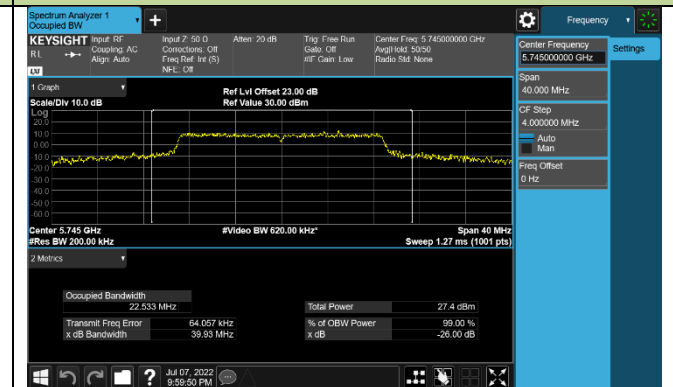 Spectrum Analyzer 1
Occupied BW
+
Frequency
KEYSIGHT
RL
LXI
Input: RF
Coupling: AC
Align: Auto
Input Z: 50 Ω
Corrections: Off
Freq Ref: Int (S)
NFE: Off
Atten: 20 dB
Trig: Free Run
Gate: Off
#IF Gain: Low
Center Freq: 5.745000000 GHz
Avg|Hold: 50/50
Radio Std: None
Center Frequency
5.745000000 GHz
Settings
Span
40.000 MHz
CF Step
4.000000 MHz
Auto
Man
Freq Offset
0 Hz
1 Graph
Scale/Div 10.0 dB
Ref Lvl Offset 23.00 dB
Ref Value 30.00 dBm
Log
20.0
10.0
0.00
-10.0
-20.0
-30.0
-40.0
-50.0
-60.0
Center 5.745 GHz
#Res BW 200.00 kHz
#Video BW 620.00 kHz*
Span 40 MHz
Sweep 1.27 ms (1001 pts)
2 Metrics
Occupied Bandwidth
22.533 MHz
Total Power 27.4 dBm
Transmit Freq Error 64.057 kHz
% of OBW Power 99.00 %
x dB Bandwidth 39.93 MHz
x dB -26.00 dB
?
Jul 07, 2022
9:59:50 PM